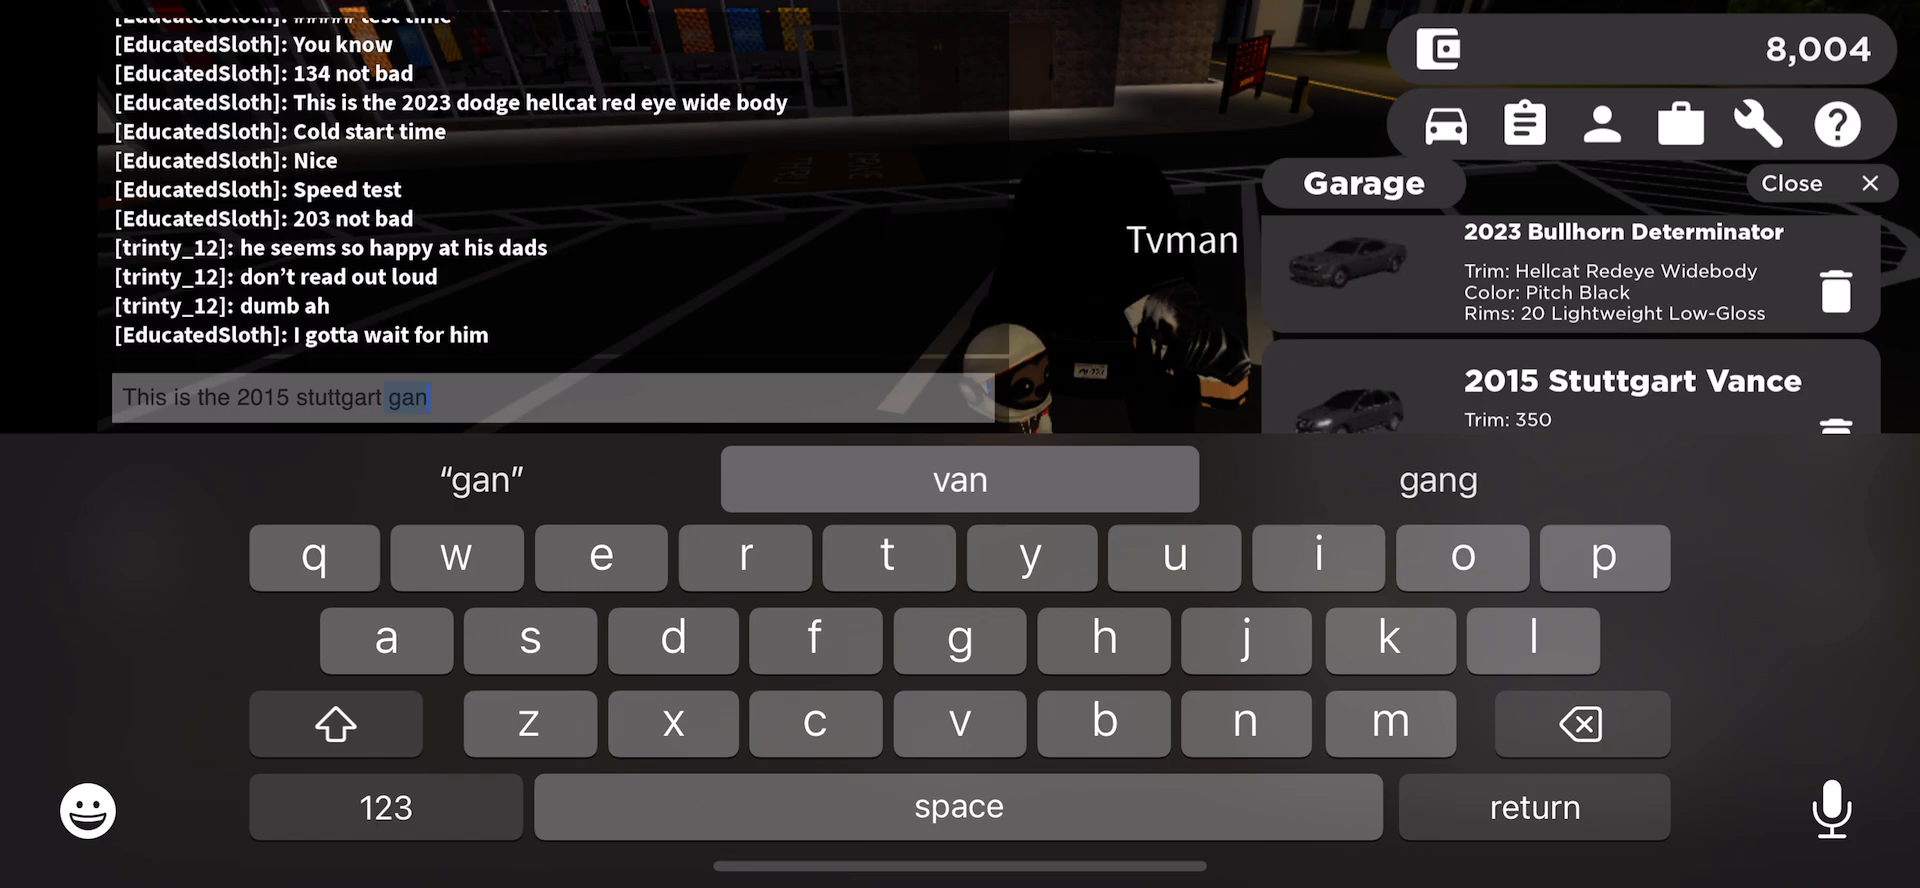 [EducatedSloth]: ##### test time
[EducatedSloth]: You know
[EducatedSloth]: 134 not bad
[EducatedSloth]: This is the 2023 dodge hellcat red eye wide body
[EducatedSloth]: Cold start time
[EducatedSloth]: Nice
[EducatedSloth]: Speed test
[EducatedSloth]: 203 not bad
[trinty_12]: he seems so happy at his dads
[trinty_12]: don’t read out loud
[trinty_12]: dumb ah
[EducatedSloth]: I gotta wait for him
This is the 2015 stuttgart gan
Tvman
8,004
Garage
Close
2023 Bullhorn Determinator
Trim: Hellcat Redeye Widebody
Color: Pitch Black
Rims: 20 Lightweight Low-Gloss
2015 Stuttgart Vance
Trim: 350
“gan” van gang
q w e r t y u i o p
a s d f g h j k l
z x c v b n m
123 space return